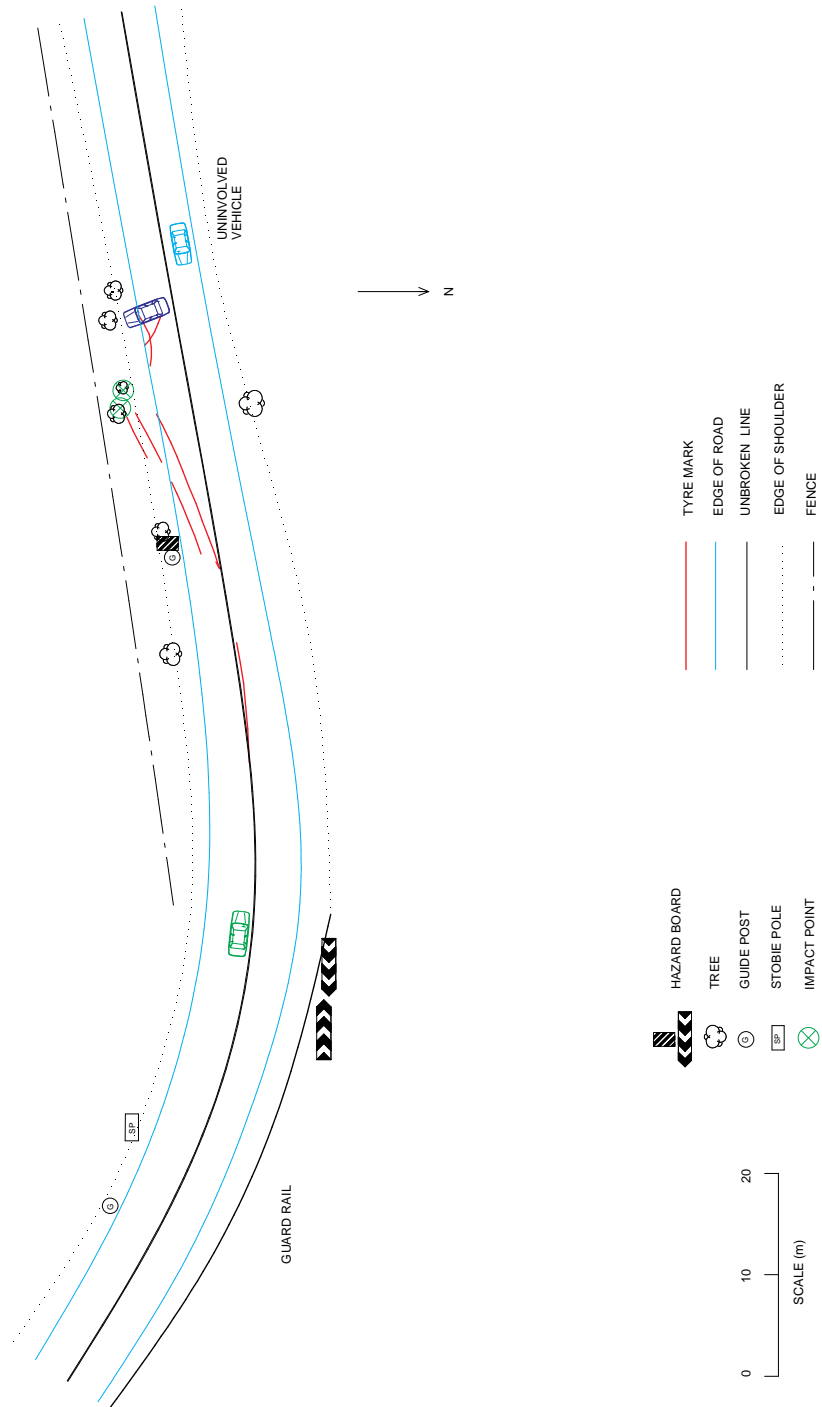 UNINVOLVED
VEHICLE
N
G
SP
G
GUARD RAIL
TYRE MARK
EDGE OF ROAD
UNBROKEN LINE
EDGE OF SHOULDER
FENCE
HAZARD BOARD
TREE
G
GUIDE POST
SP
STOBIE POLE
IMPACT POINT
0 10 20
SCALE (m)